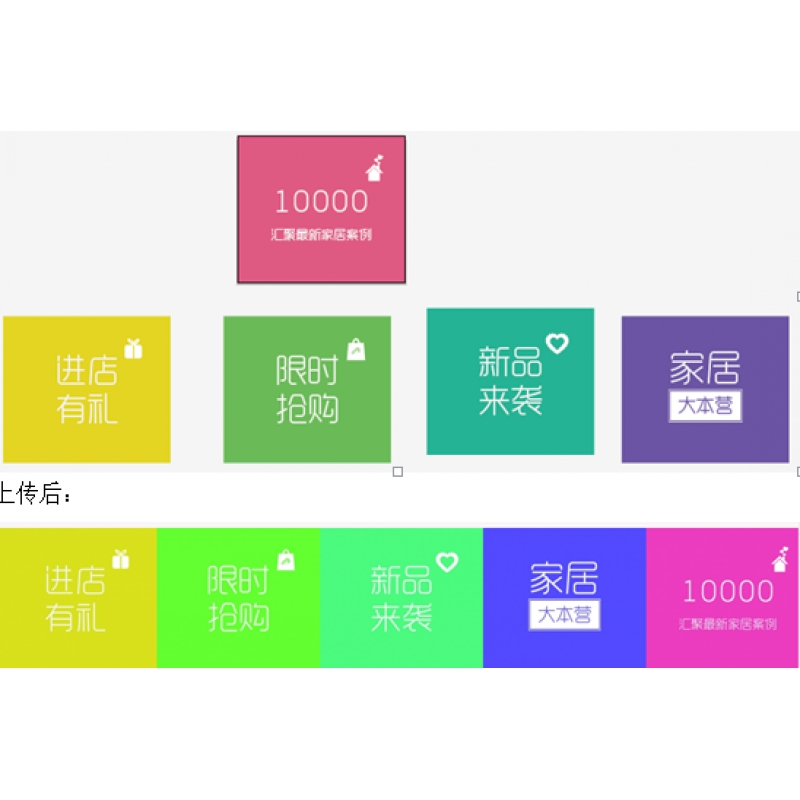 10000
汇聚最新家居案例
进店
有礼
限时
抢购
新品
来袭
家居
大本营
上传后：
进店
有礼
限时
抢购
新品
来袭
家居
大本营
10000
汇聚最新家居案例